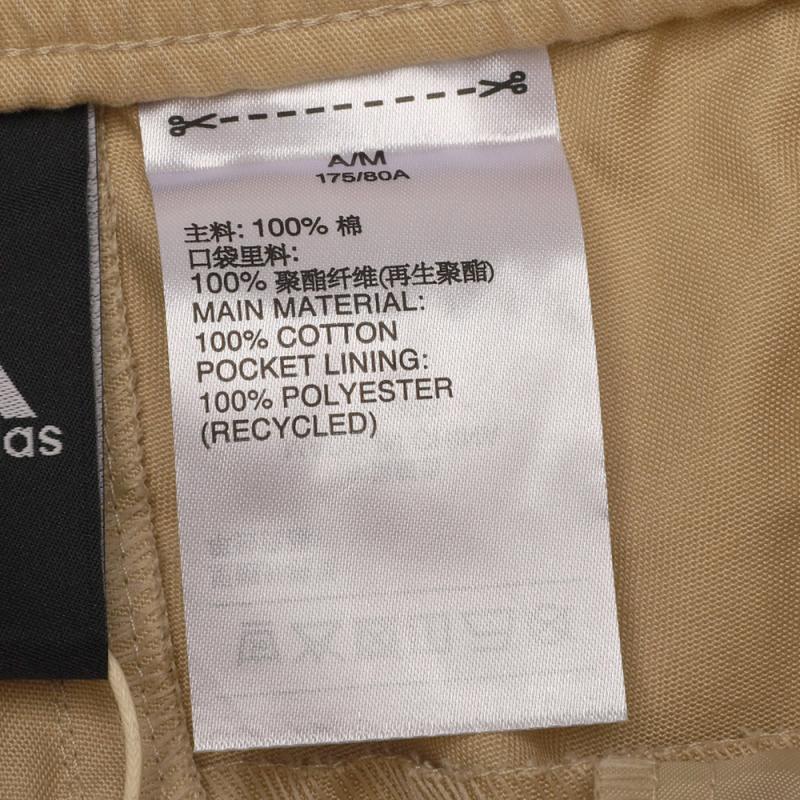 A/M
175/80A
主料: 100% 棉
口袋里料:
100% 聚酯纤维(再生聚酯)
MAIN MATERIAL:
100% COTTON
POCKET LINING:
100% POLYESTER
(RECYCLED)
as